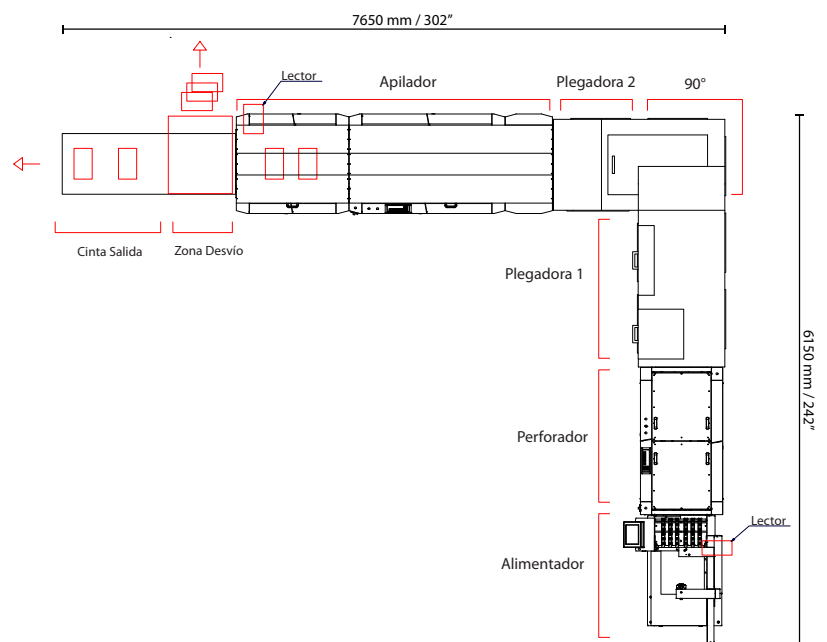 7650 mm / 302”
Lector
Apilador
Plegadora 2
90°
Cinta Salida
Zona Desvío
Plegadora 1
6150 mm / 242”
Perforador
Lector
Alimentador